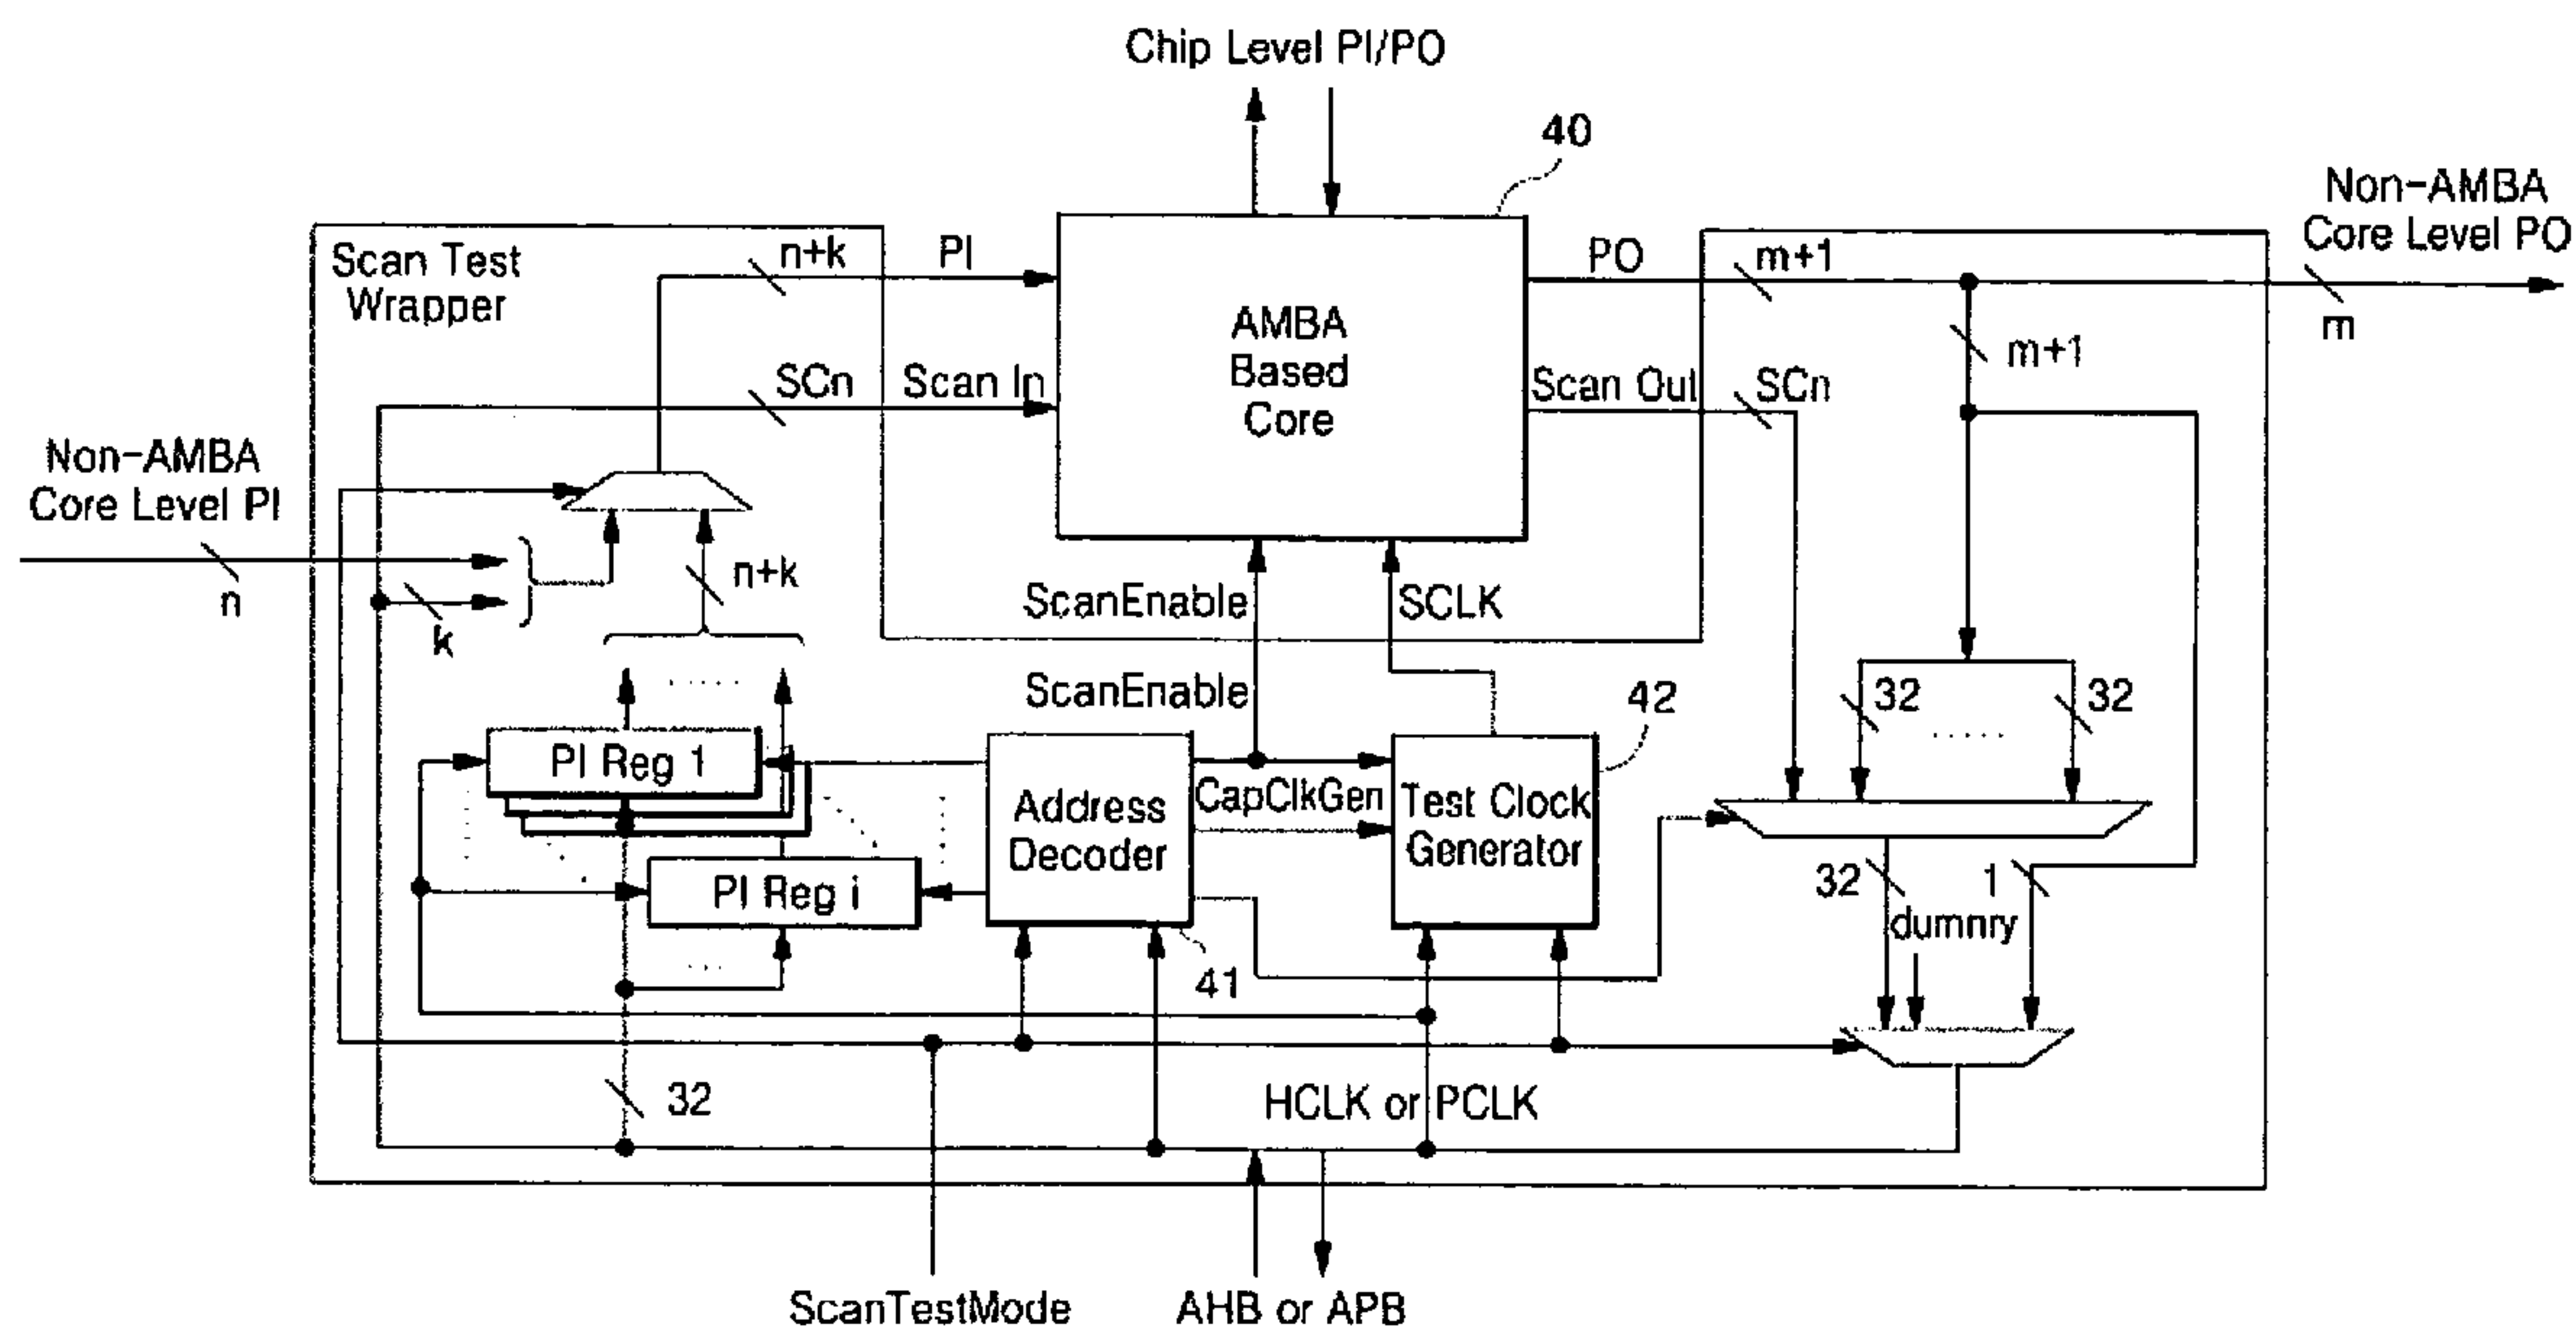 Chip Level PI/PO
40
Non-AMBA
Core Level PO
Scan Test
Wrapper
n+k
PI
PO
m+1
m
AMBA
Based
Core
m+1
SCn
Scan In
Scan Out
SCn
Non-AMBA
Core Level PI
n
k
n+k
ScanEnable
SCLK
ScanEnable
42
32
32
.....
.....
PI Reg 1
Address
Decoder
CapClkGen
Test Clock
Generator
PI Reg i
32
1
dumnry
...
41
32
HCLK or PCLK
ScanTestMode
AHB or APB